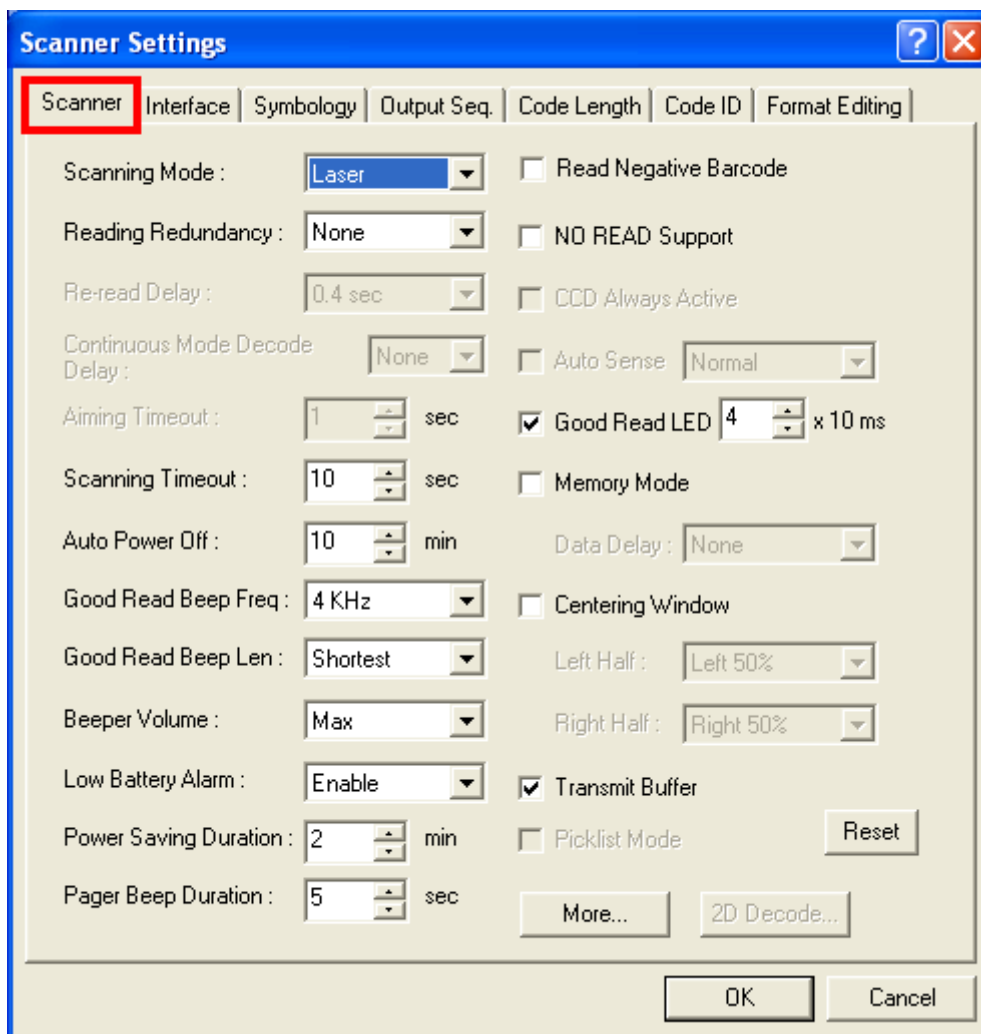 Scanner Settings
Scanner Interface Symbology Output Seq. Code Length Code ID Format Editing
Scanning Mode : Laser
Read Negative Barcode
Reading Redundancy : None
NO READ Support
Re-read Delay : 0.4 sec
CCD Always Active
Continuous Mode Decode
Delay : None
Auto Sense Normal
Aiming Timeout : 1 sec
Good Read LED 4 x 10 ms
Scanning Timeout : 10 sec
Memory Mode
Auto Power Off : 10 min
Data Delay : None
Good Read Beep Freq : 4 KHz
Centering Window
Good Read Beep Len : Shortest
Left Half : Left 50%
Beeper Volume : Max
Right Half : Right 50%
Low Battery Alarm : Enable
Transmit Buffer
Power Saving Duration : 2 min
Picklist Mode
Reset
Pager Beep Duration : 5 sec
More... 2D Decode...
OK Cancel